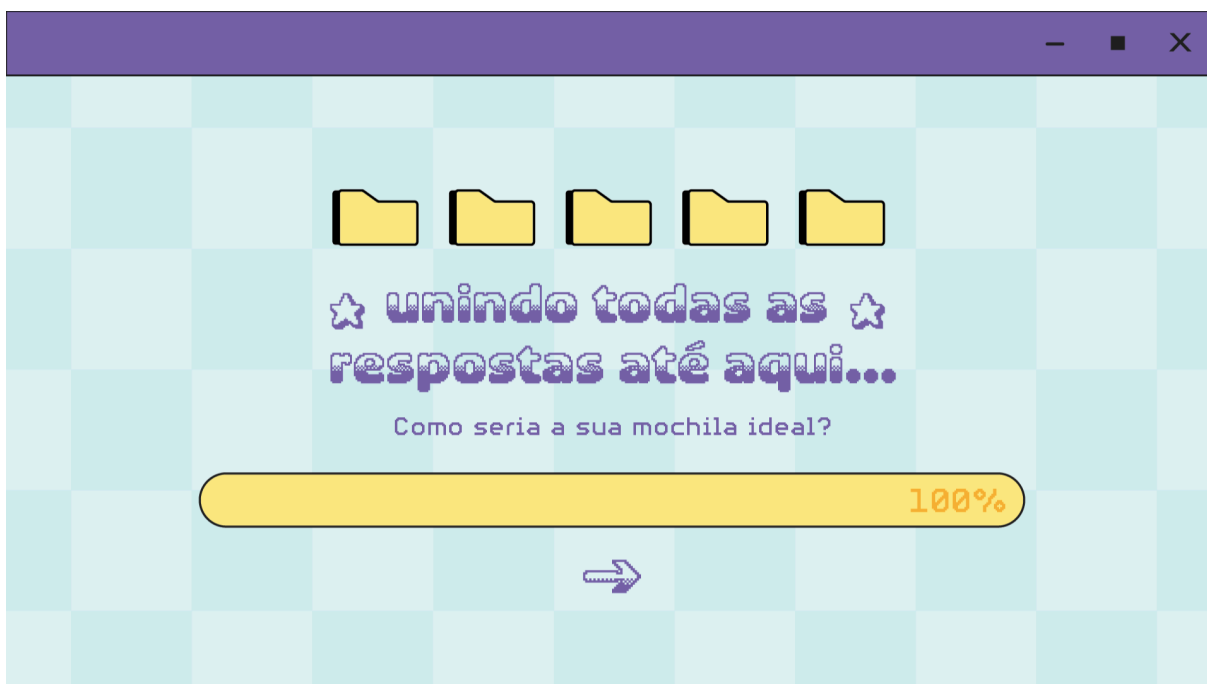 unindo todas as
respostas até aqui...
Como seria a sua mochila ideal?
100%